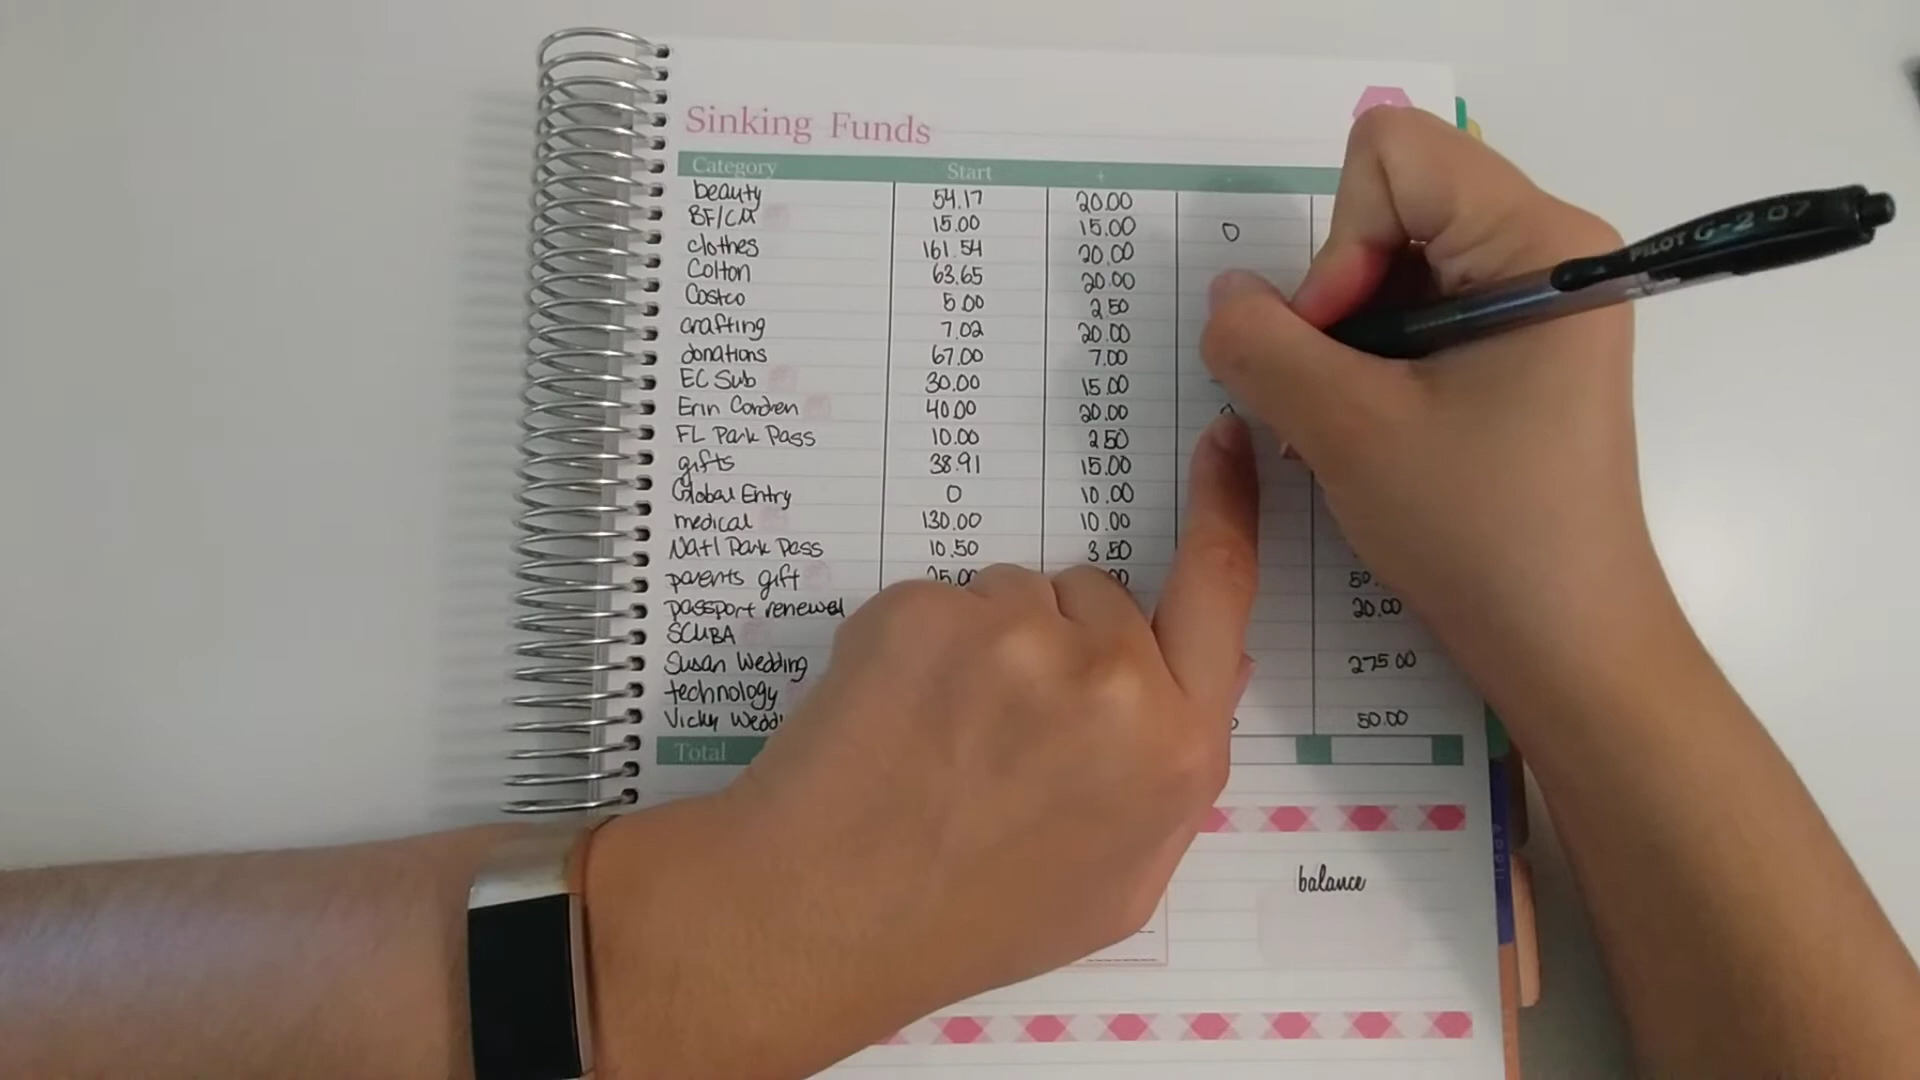 Sinking Funds
Category Start + -
beauty 54.17 20.00
BF/CM 15.00 15.00 0
clothes 161.54 20.00
Colton 63.65 20.00
Costco 5.00 2.50
crafting 7.02 20.00
donations 67.00 7.00
EC Sub 30.00 15.00
Erin Condren 40.00 20.00
FL Park Pass 10.00 2.50
gifts 38.91 15.00
Global Entry 0 10.00
medical 130.00 10.00
Nat'l Park Pass 10.50 3.50
parents gift
passport renewal 20.00
SCUBA
Susan Wedding 275.00
technology
Vicky 50.00
Total
balance
PILOT G-2 07